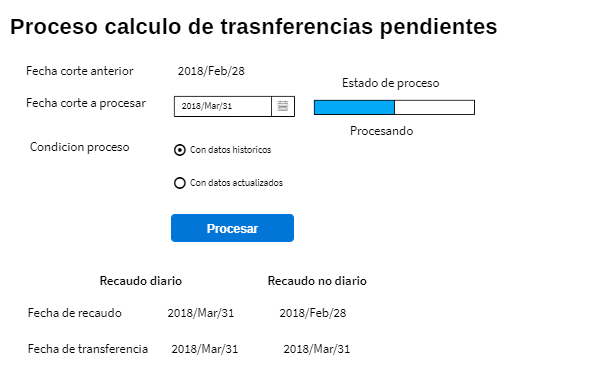 Proceso calculo de trasnferencias pendientes
Fecha corte anterior 2018/Feb/28
Estado de proceso
Fecha corte a procesar 2018/Mar/31
Procesando
Condicion proceso Con datos historicos
Con datos actualizados
Procesar
Recaudo diario Recaudo no diario
Fecha de recaudo 2018/Mar/31 2018/Feb/28
Fecha de transferencia 2018/Mar/31 2018/Mar/31